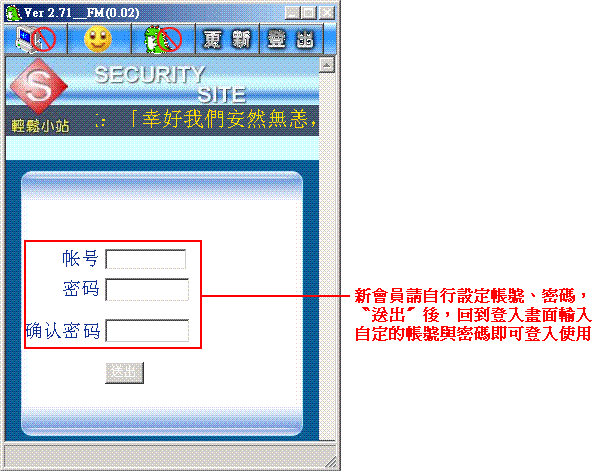 Ver 2.71__FM(0.02)
更新 登出
S SECURITY
SITE
輕鬆小站
：「幸好我們安然無恙，
帐号
密码
确认密码
送出
新會員請自行設定帳號、密碼，
〝送出〞後，回到登入畫面輸入
自定的帳號與密碼即可登入使用